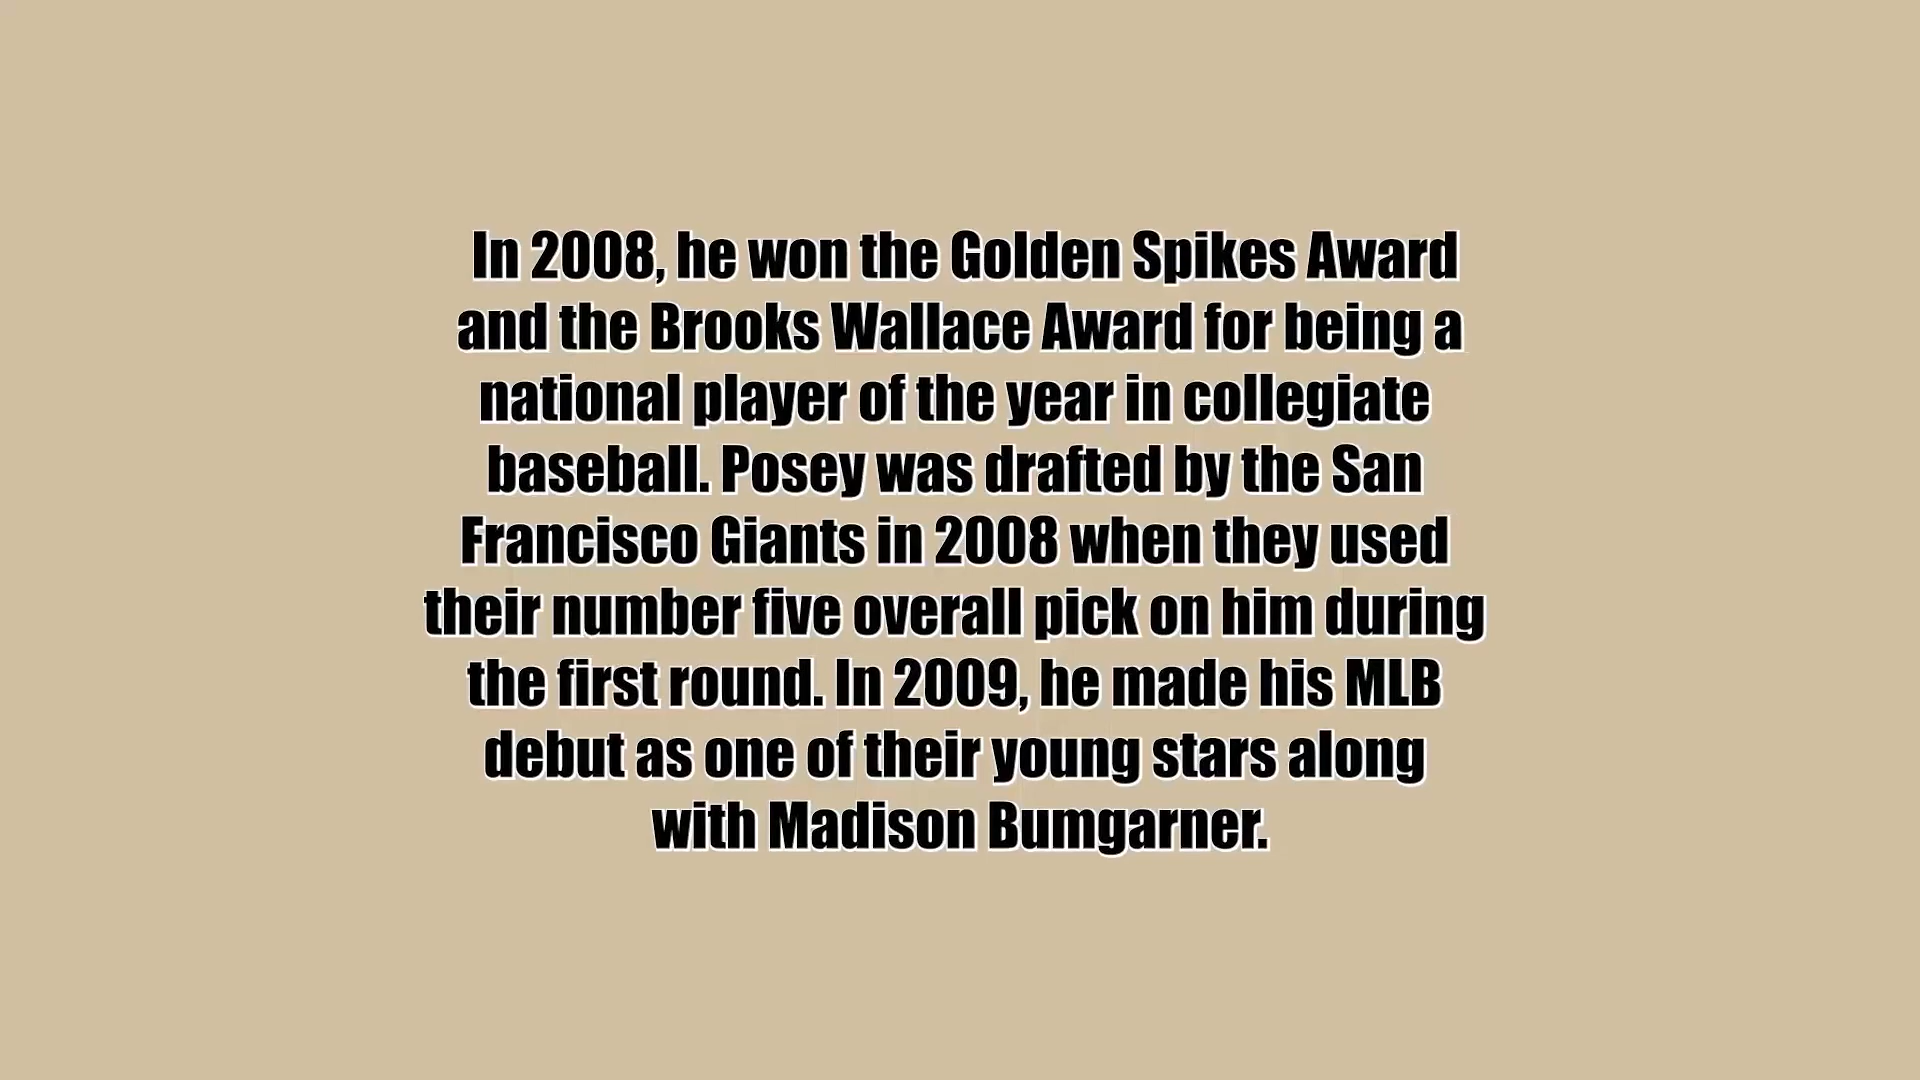 In 2008, he won the Golden Spikes Award
and the Brooks Wallace Award for being a
national player of the year in collegiate
baseball. Posey was drafted by the San
Francisco Giants in 2008 when they used
their number five overall pick on him during
the first round. In 2009, he made his MLB
debut as one of their young stars along
with Madison Bumgarner.